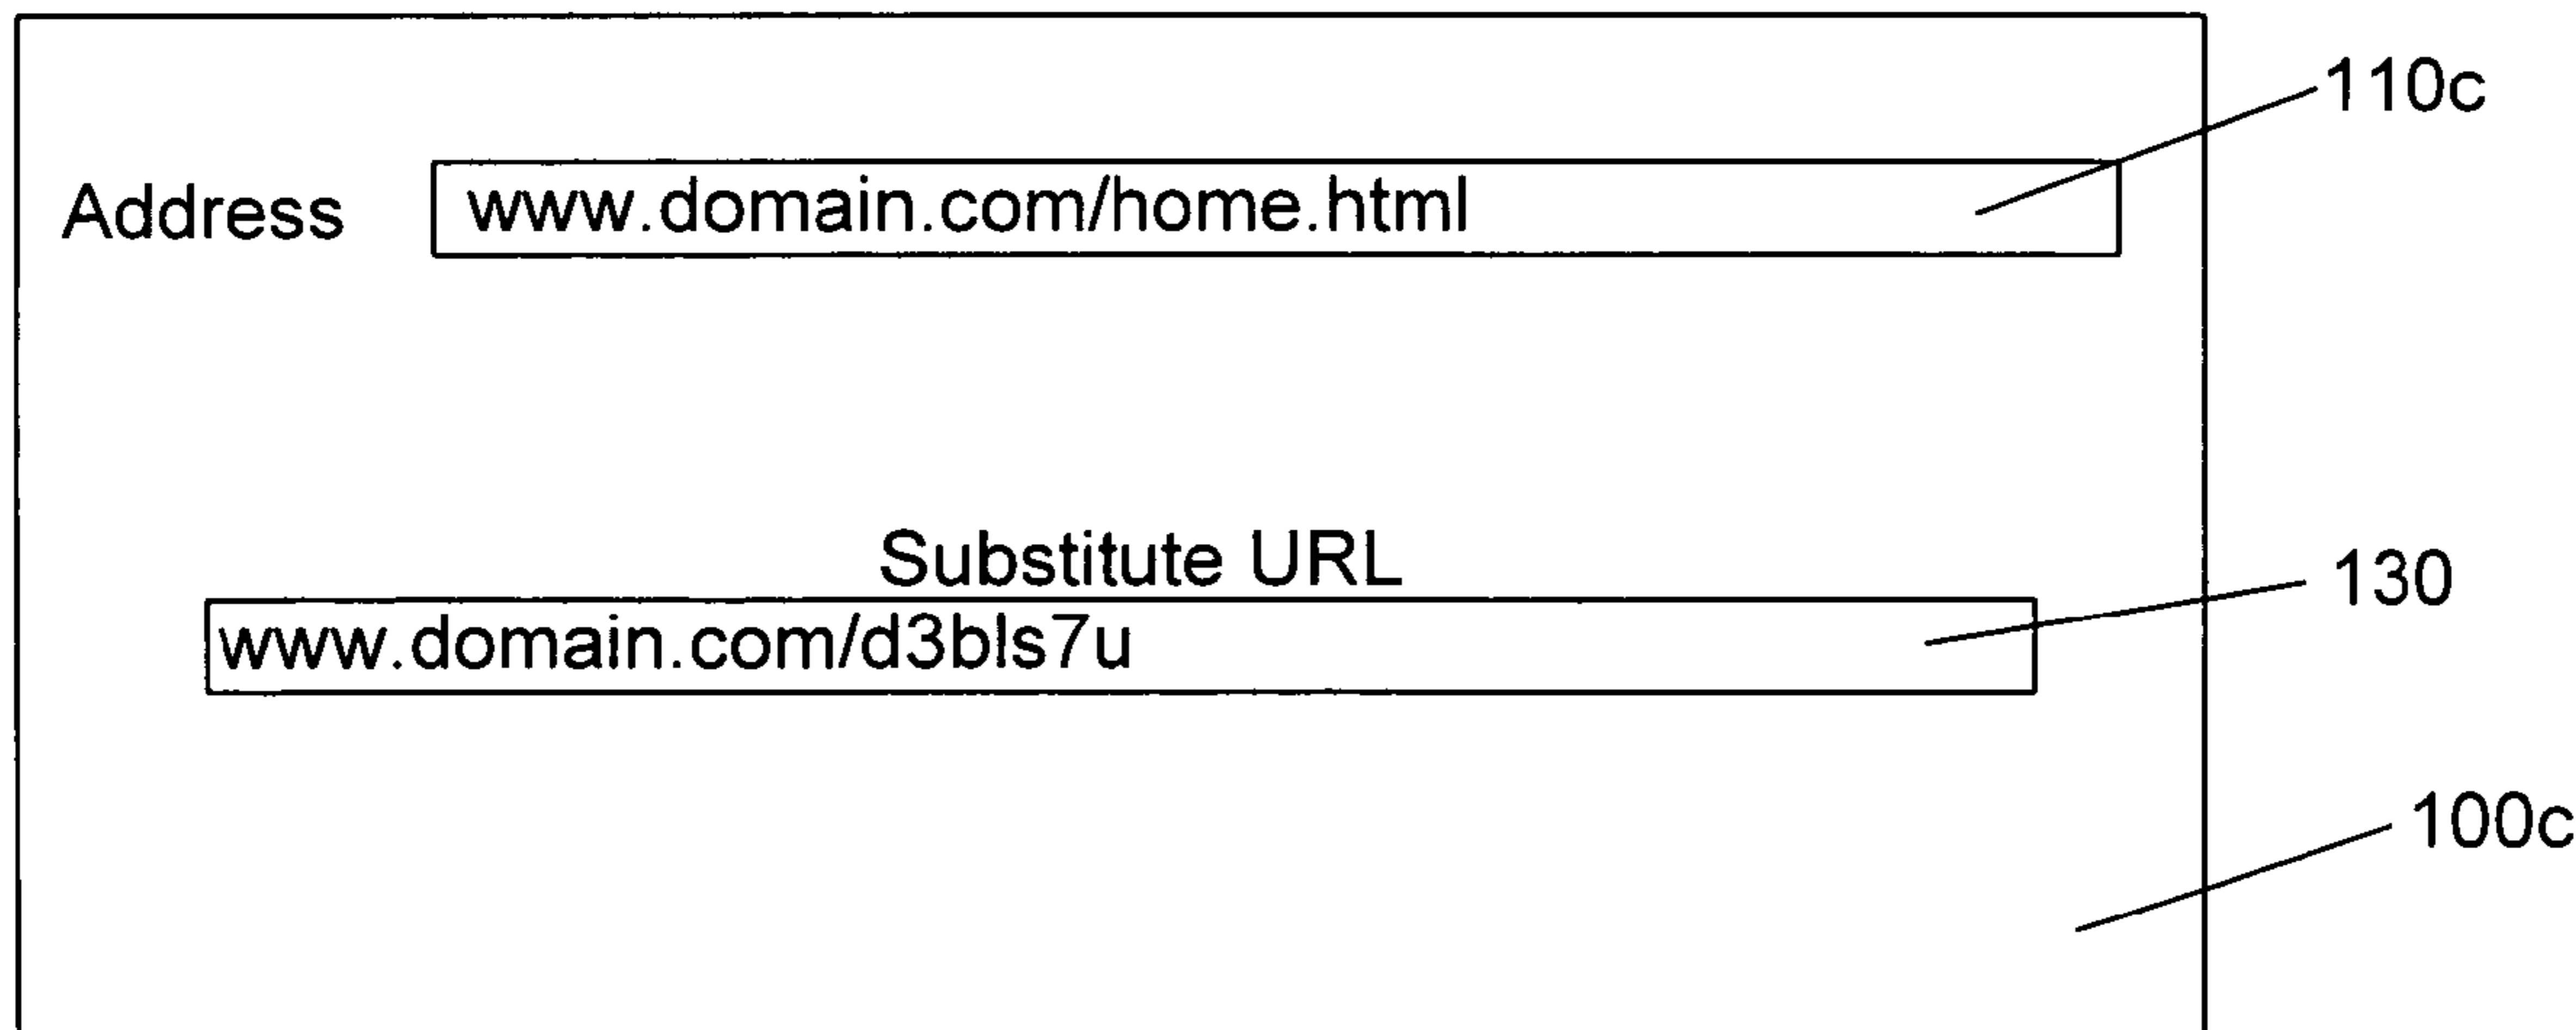 110c
Address www.domain.com/home.html
Substitute URL
130
www.domain.com/d3bls7u
100c